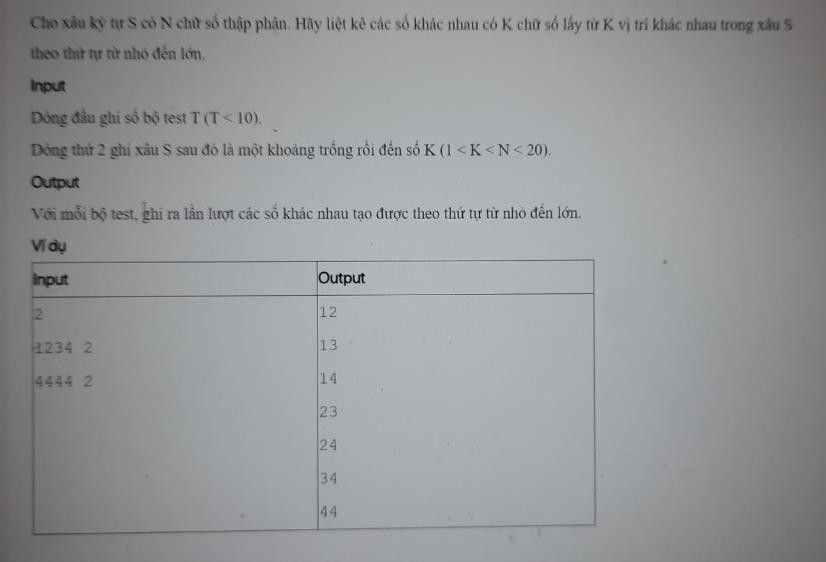 Cho xâu ký tự S có N chữ số thập phân. Hãy liệt kê các số khác nhau có K chữ số lấy từ K vị trí khác nhau trong xâu S
theo thứ tự từ nhỏ đến lớn.
Input
Dòng đầu ghi số bộ test T (T < 10).
Dòng thứ 2 ghi xâu S sau đó là một khoảng trống rồi đến số K (1 < K < N < 20).
Output
Với mỗi bộ test, ghi ra lần lượt các số khác nhau tạo được theo thứ tự từ nhỏ đến lớn.
Ví dụ
Input Output
2 12
1234 2 13
4444 2 14
23
24
34
44